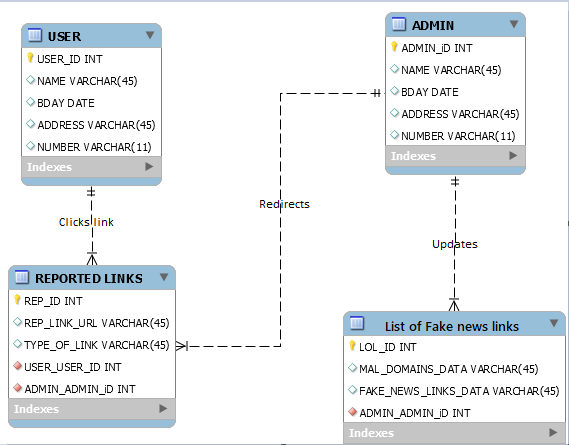 USER
USER_ID INT
NAME VARCHAR(45)
BDAY DATE
ADDRESS VARCHAR(45)
NUMBER VARCHAR(11)
Indexes
ADMIN
ADMIN_iD INT
NAME VARCHAR(45)
BDAY DATE
ADDRESS VARCHAR(45)
NUMBER VARCHAR(11)
Indexes
Clicks link
Redirects
Updates
REPORTED LINKS
REP_ID INT
REP_LINK_URL VARCHAR(45)
TYPE_OF_LINK VARCHAR(45)
USER_USER_ID INT
ADMIN_ADMIN_iD INT
Indexes
List of Fake news links
LOL_ID INT
MAL_DOMAINS_DATA VARCHAR(45)
FAKE_NEWS_LINKS_DATA VARCHAR(45)
ADMIN_ADMIN_iD INT
Indexes